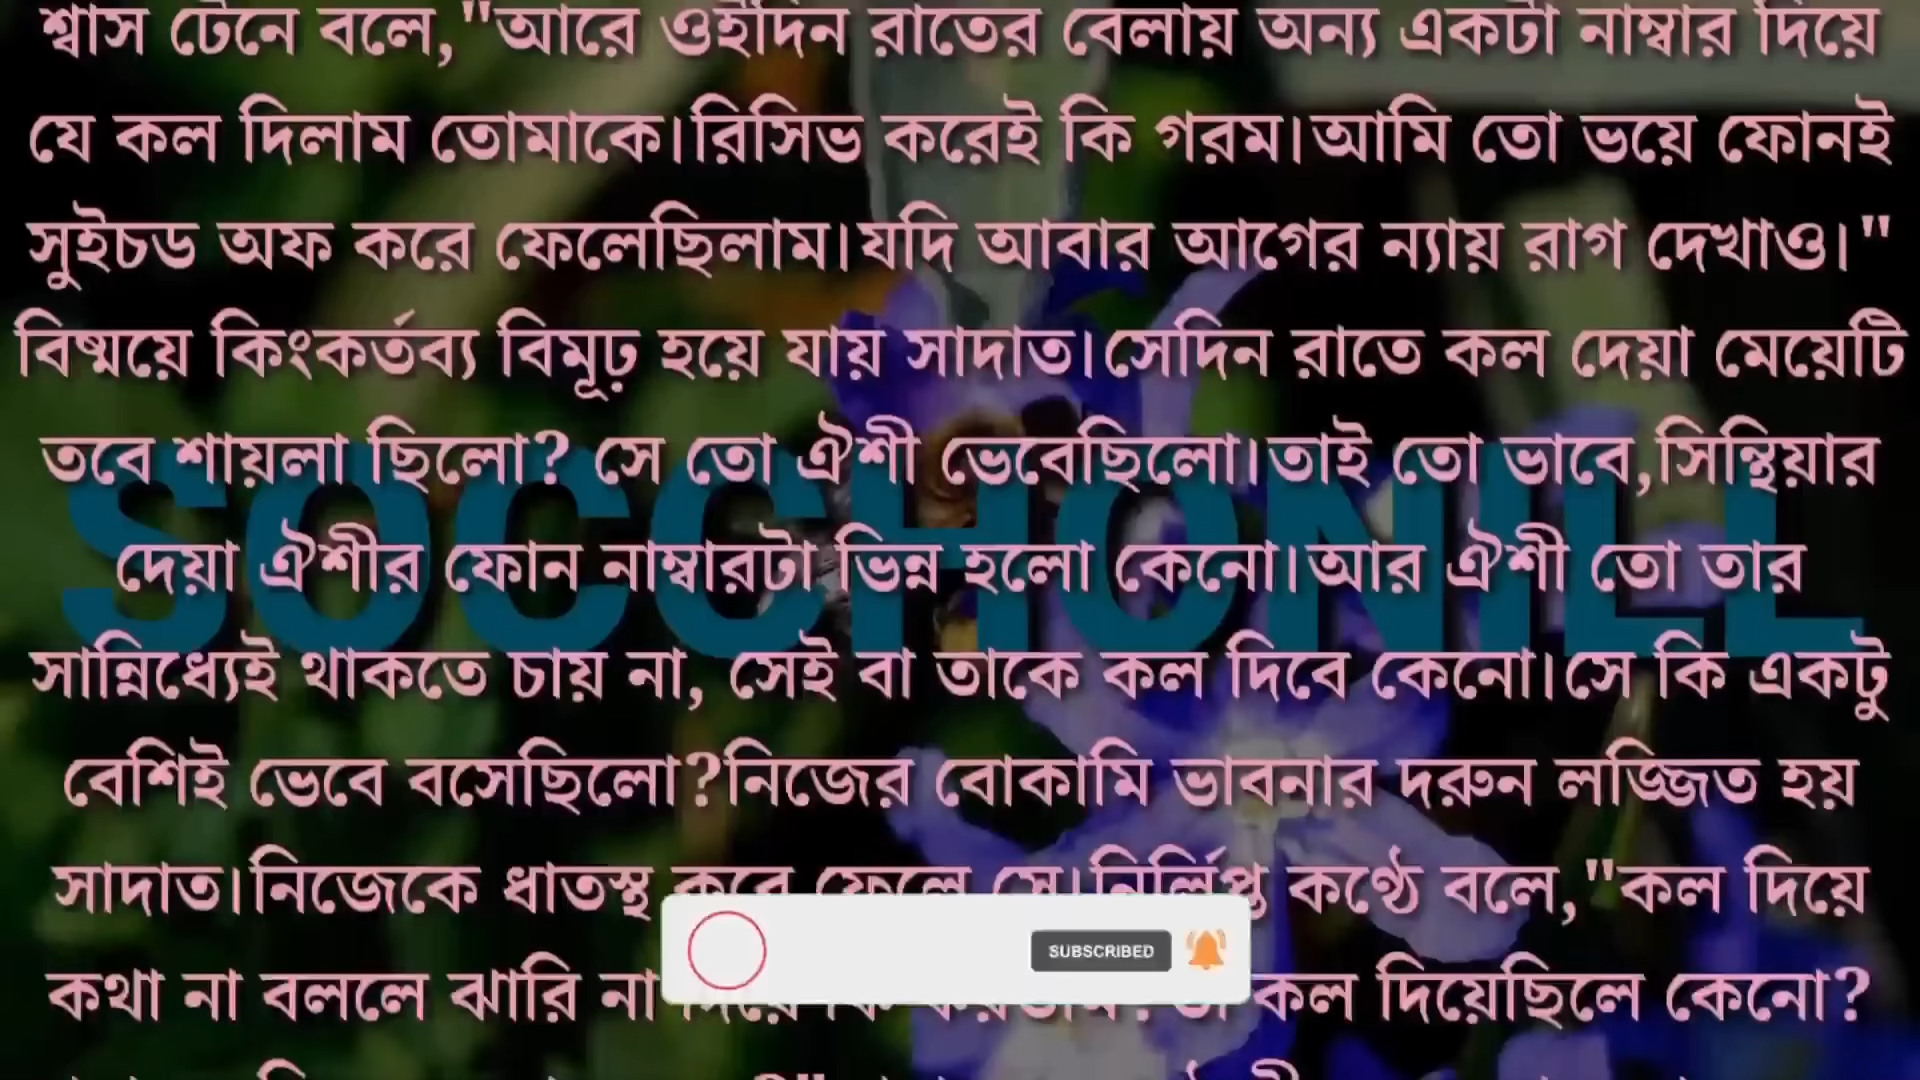 শ্বাস টেনে বলে,"আরে ওইদিন রাতের বেলায় অন্য একটা নাম্বার দিয়ে
যে কল দিলাম তোমাকে।রিসিভ করেই কি গরম।আমি তো ভয়ে ফোনই
সুইচড অফ করে ফেলেছিলাম।যদি আবার আগের ন্যায় রাগ দেখাও।"
বিষ্ময়ে কিংকর্তব্য বিমূঢ় হয়ে যায় সাদাত।সেদিন রাতে কল দেয়া মেয়েটি
তবে শায়লা ছিলো? সে তো ঐশী ভেবেছিলো।তাই তো ভাবে,সিন্থিয়ার
SOCCHONILL
দেয়া ঐশীর ফোন নাম্বারটা ভিন্ন হলো কেনো।আর ঐশী তো তার
সান্নিধ্যেই থাকতে চায় না, সেই বা তাকে কল দিবে কেনো।সে কি একটু
বেশিই ভেবে বসেছিলো?নিজের বোকামি ভাবনার দরুন লজ্জিত হয়
সাদাত।নিজেকে ধাতস্থ করে ফেলে সে।নির্লিপ্ত কণ্ঠে বলে,"কল দিয়ে
SUBSCRIBED
কথা না বললে ঝারি না কল দিয়েছিলে কেনো?